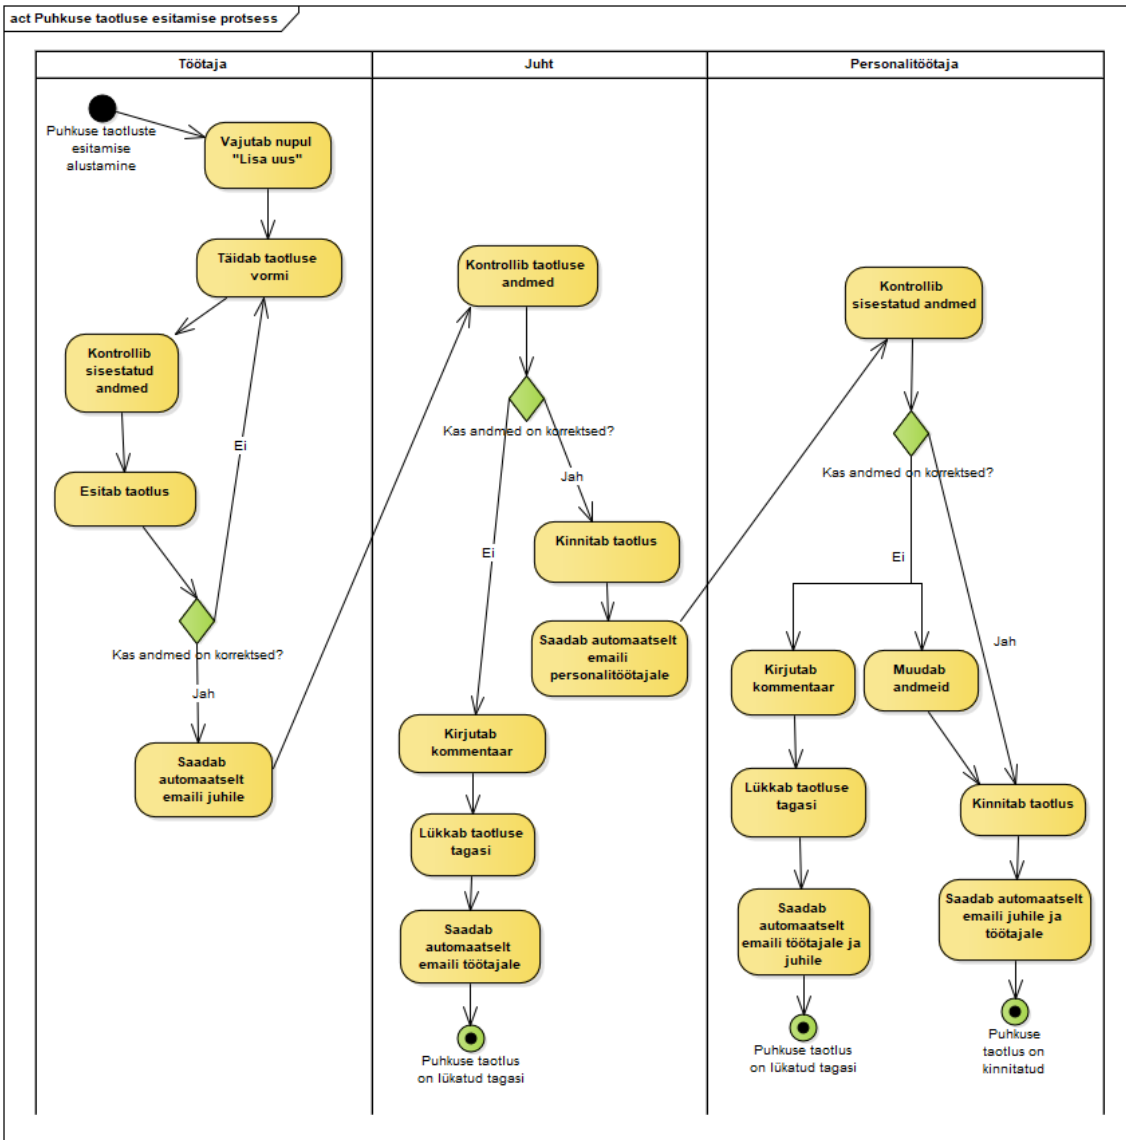 act Puhkuse taotluse esitamise protsess
Töötaja
Juht
Personalitöötaja
Puhkuse taotluste
esitamise
alustamine
Vajutab nupul
"Lisa uus"
Täidab taotluse
vormi
Kontrollib
sisestatud
andmed
Esitab taotlus
Ei
Kas andmed on korrektsed?
Jah
Saadab
automaatselt
emaili juhile
Kontrollib taotluse
andmed
Kas andmed on korrektsed?
Jah
Ei
Kinnitab taotlus
Saadab automaatselt
emaili
personalitöötajale
Kirjutab
kommentaar
Lükkab taotluse
tagasi
Saadab
automaatselt
emaili töötajale
Puhkuse taotlus
on lükatud tagasi
Kontrollib
sisestatud andmed
Kas andmed on korrektsed?
Ei
Jah
Kirjutab
kommentaar
Muudab
andmeid
Lükkab taotluse
tagasi
Kinnitab taotlus
Saadab
automaatselt
emaili töötajale ja
juhile
Saadab automaatselt
emaili juhile ja
töötajale
Puhkuse taotlus
on lükatud tagasi
Puhkuse
taotlus on
kinnitatud